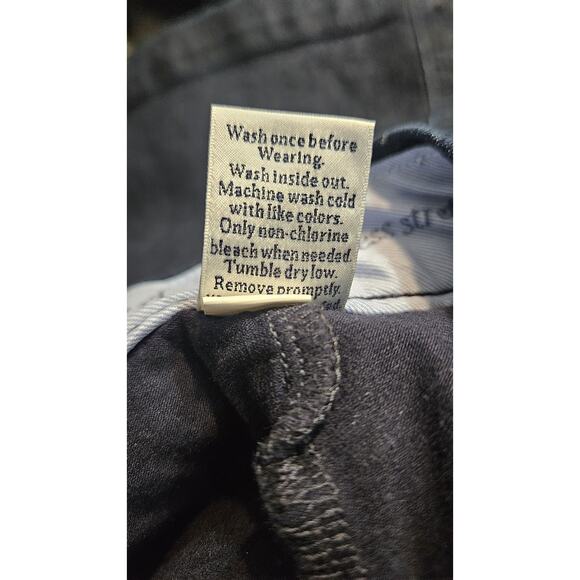 Wash once before
Wearing.
Wash inside out.
Machine wash cold
with like colors.
Only non-chlorine
bleach when needed.
Tumble dry low.
Remove promptly.